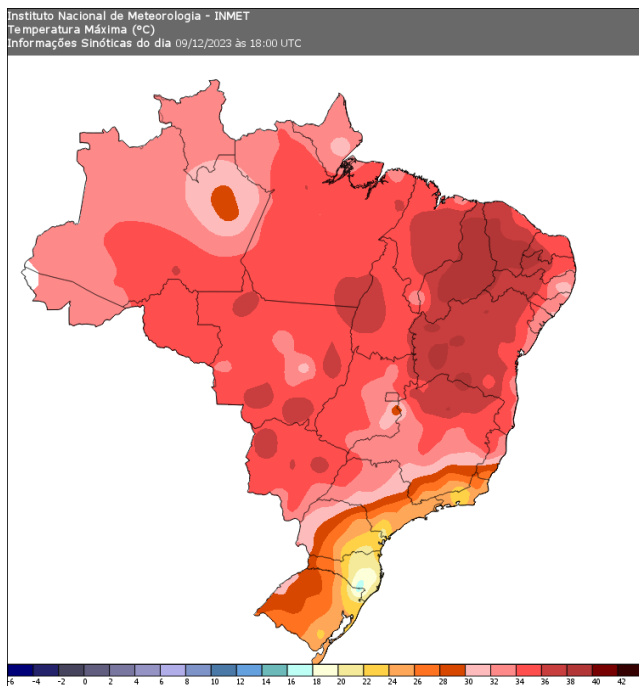 Instituto Nacional de Meteorologia - INMET
Temperatura Máxima (ºC)
Informações Sinóticas do dia 09/12/2023 às 18:00 UTC
-6 -4 -2 0 2 4 6 8 10 12 14 16 18 20 22 24 26 28 30 32 34 36 38 40 42